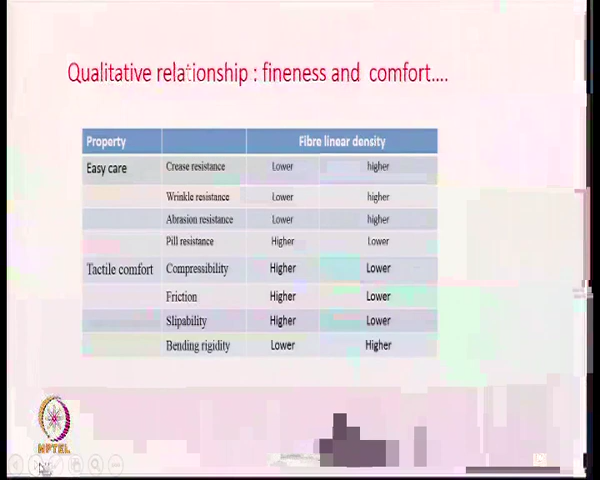 Qualitative relationship : fineness and comfort....
Property Fibre linear density
Easy care Crease resistance Lower higher
Wrinkle resistance Lower higher
Abrasion resistance Lower higher
Pill resistance Higher Lower
Tactile comfort Compressibility Higher Lower
Friction Higher Lower
Slipability Higher Lower
Bending rigidity Lower Higher
NPTEL